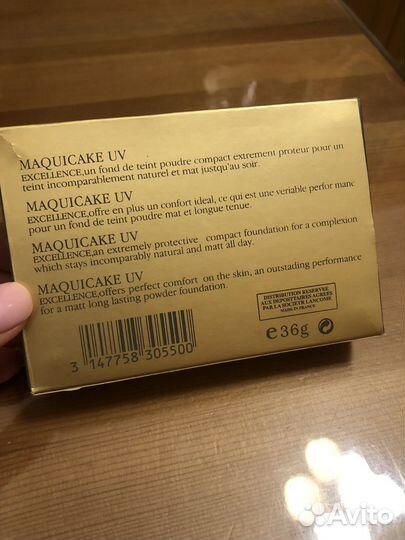 MAQUICAKE UV
EXCELLENCE,un fond de teint poudre compact extrement proteur pour un
teint incomparablement naturel et mat justqu'au soir.
MAQUICAKE UV
EXCELLENCE,offre en plus un confort ideal, ce qui est une veriable perfor manc
pour un fond de teint poudre mat et longue tenue.
MAQUICAKE UV
EXCELLENCE,an extremely protective compact foundation for a complexion
which stays incomparably natural and matt all day.
MAQUICAKE UV
EXCELLENCE,offers perfect comfort on the skin, an oustading performance
for a matt long lasting powder foundation.
DISTRIBUTION RESERVEE
AUX DEPOSITAIRES AGREES
PAR LA SOCIETE LANCOME
MADE IN FRANCE
e36g
3 147758 305500
Avito